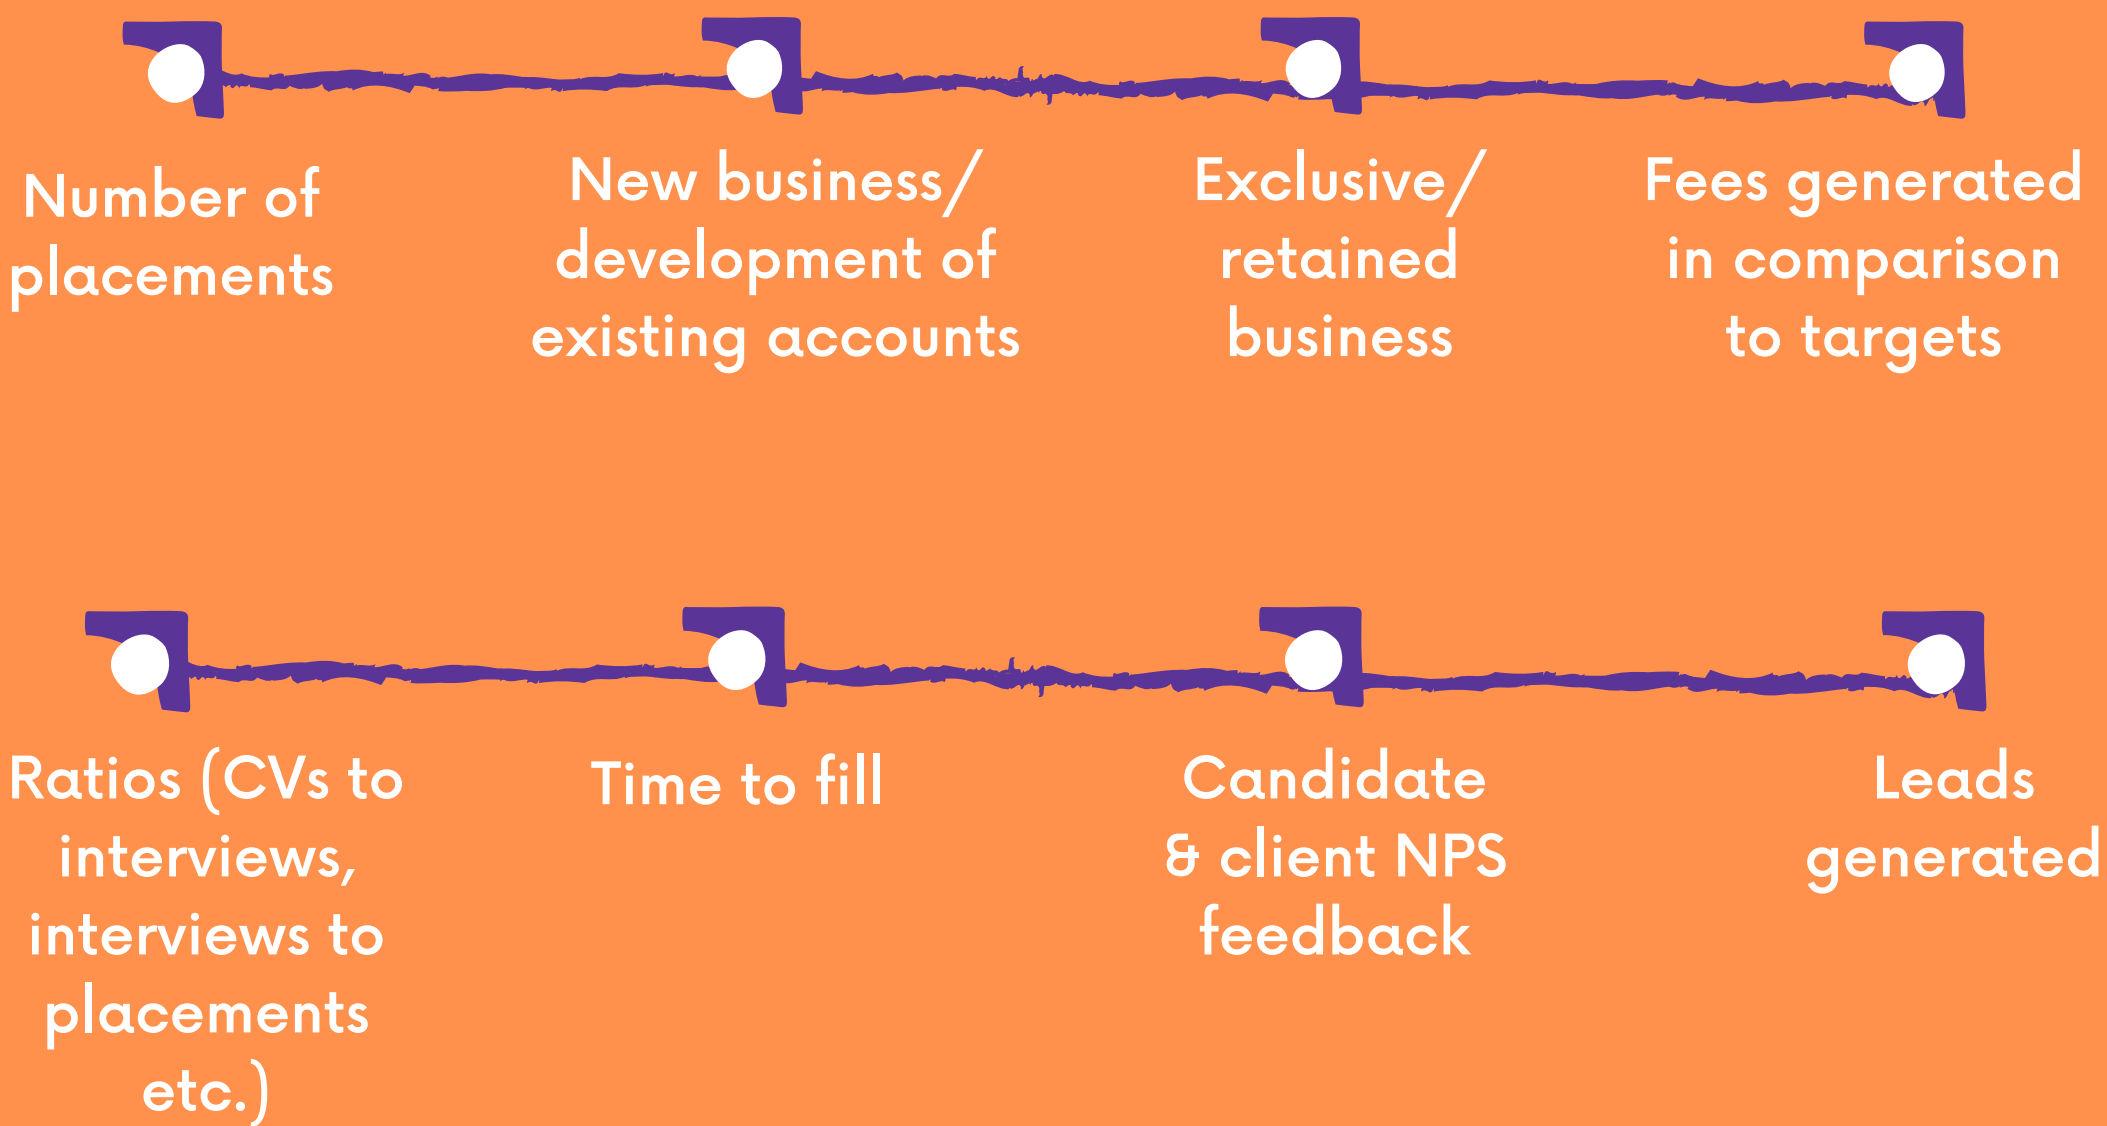 Number of
placements
New business/
development of
existing accounts
Exclusive/
retained
business
Fees generated
in comparison
to targets
Ratios (CVs to
interviews,
interviews to
placements
etc.)
Time to fill
Candidate
& client NPS
feedback
Leads
generated